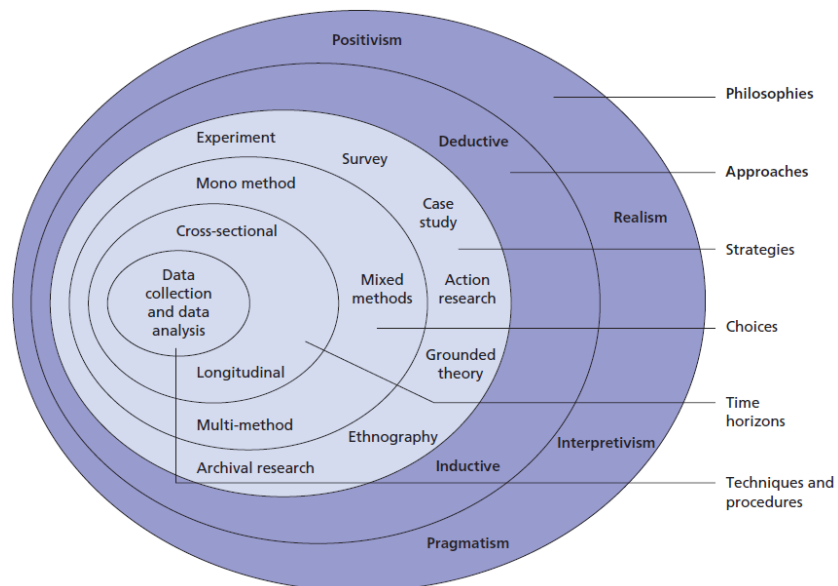 Positivism
Philosophies
Experiment
Deductive
Survey
Approaches
Mono method
Case
study
Realism
Cross-sectional
Strategies
Data
collection
and data
analysis
Mixed
methods
Action
research
Choices
Grounded
theory
Longitudinal
Time
horizons
Multi-method
Ethnography
Interpretivism
Archival research
Inductive
Techniques and
procedures
Pragmatism